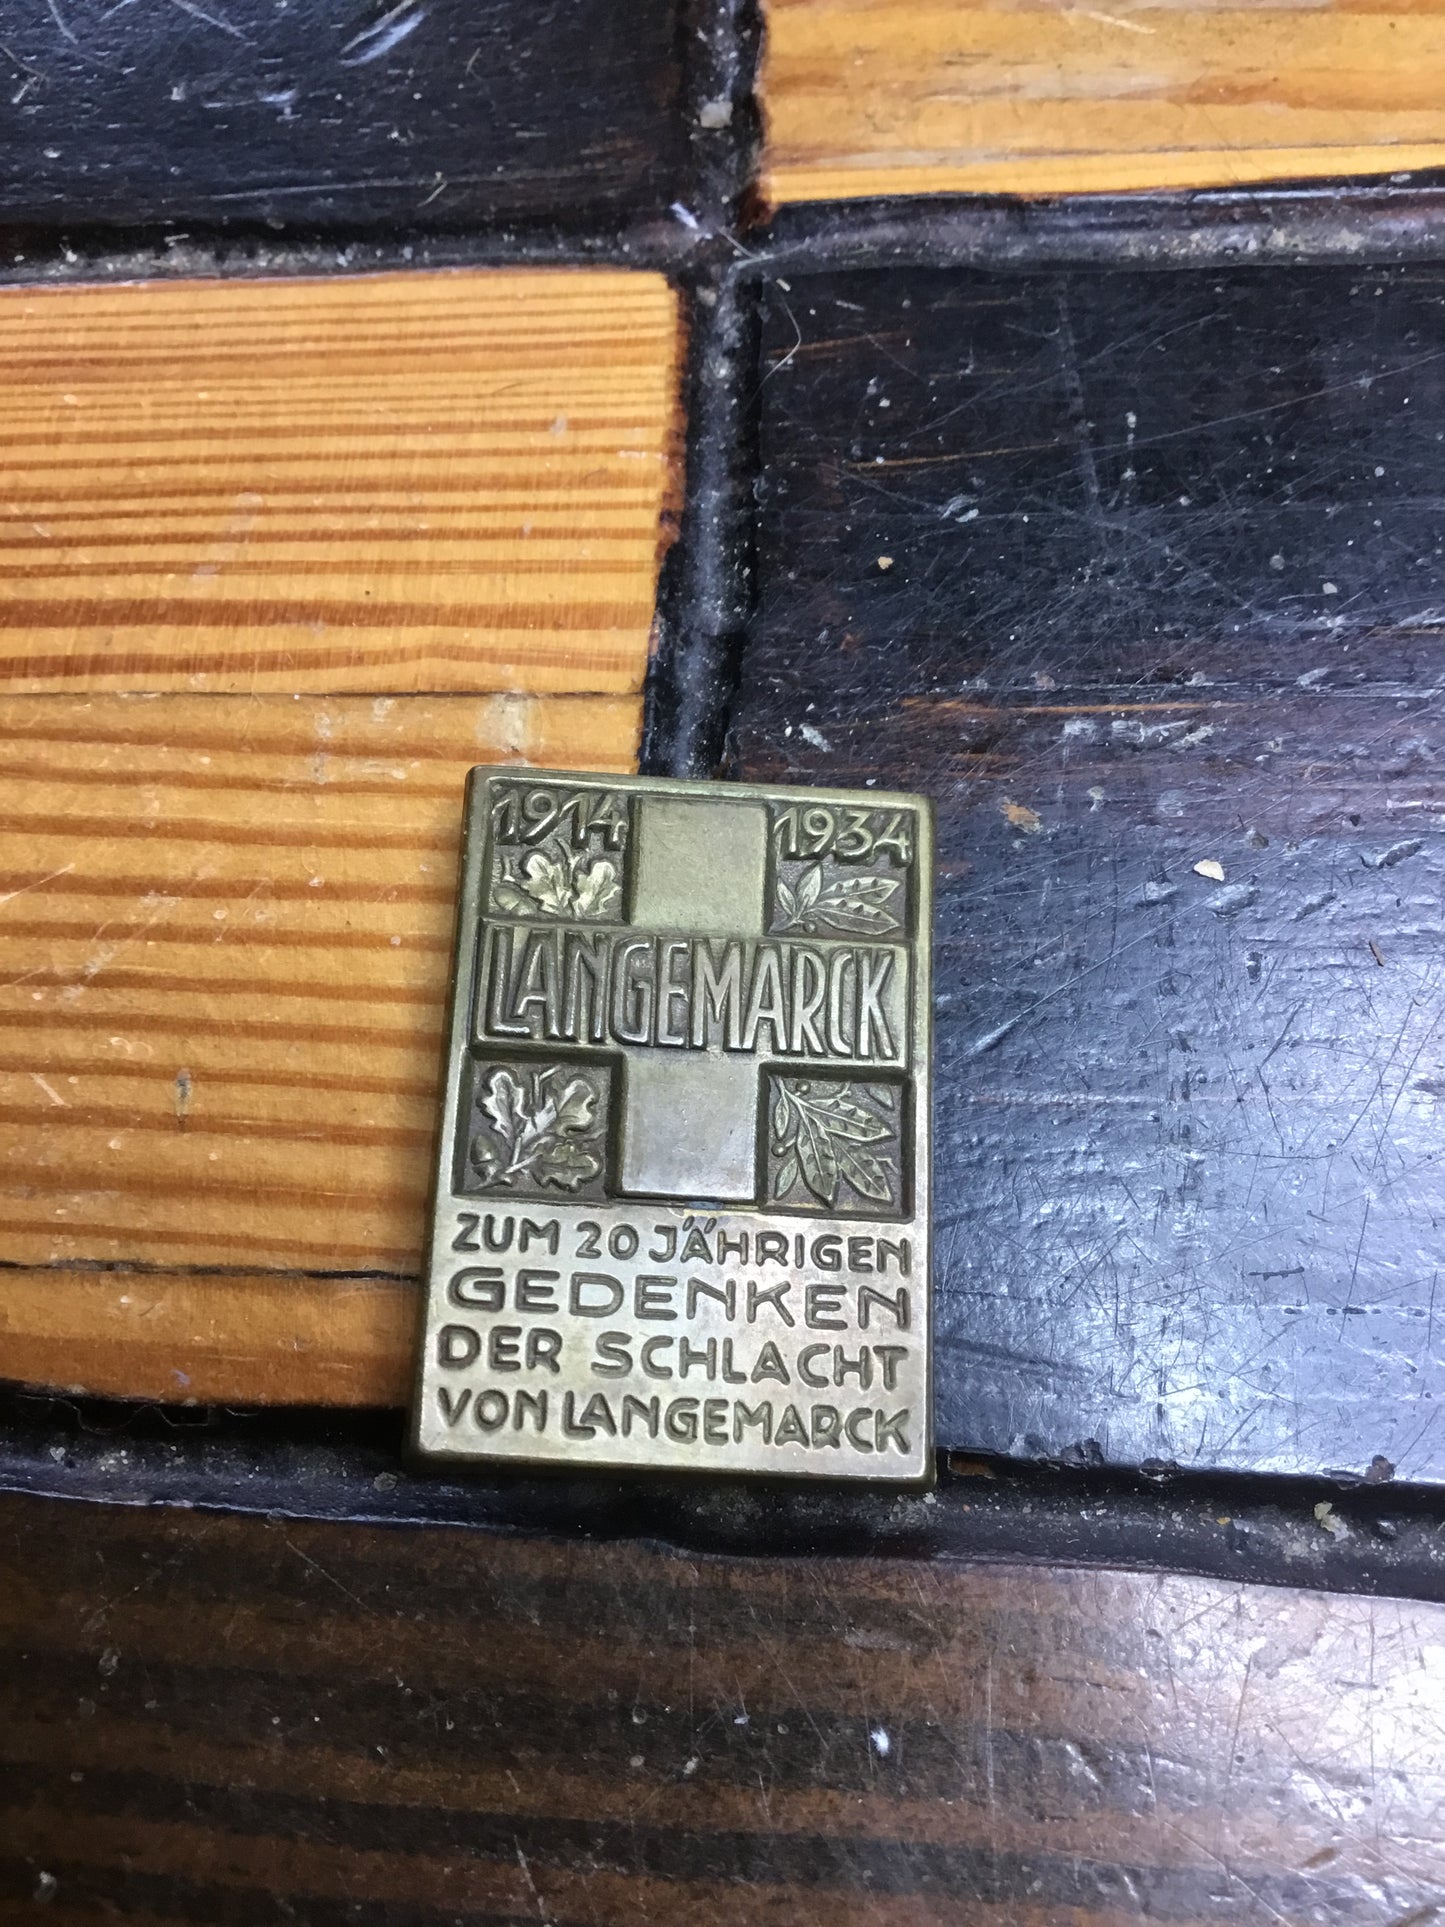 1914 1934
LANGEMARCK
ZUM 20 JÄHRIGEN
GEDENKEN
DER SCHLACHT
VON LANGEMARCK